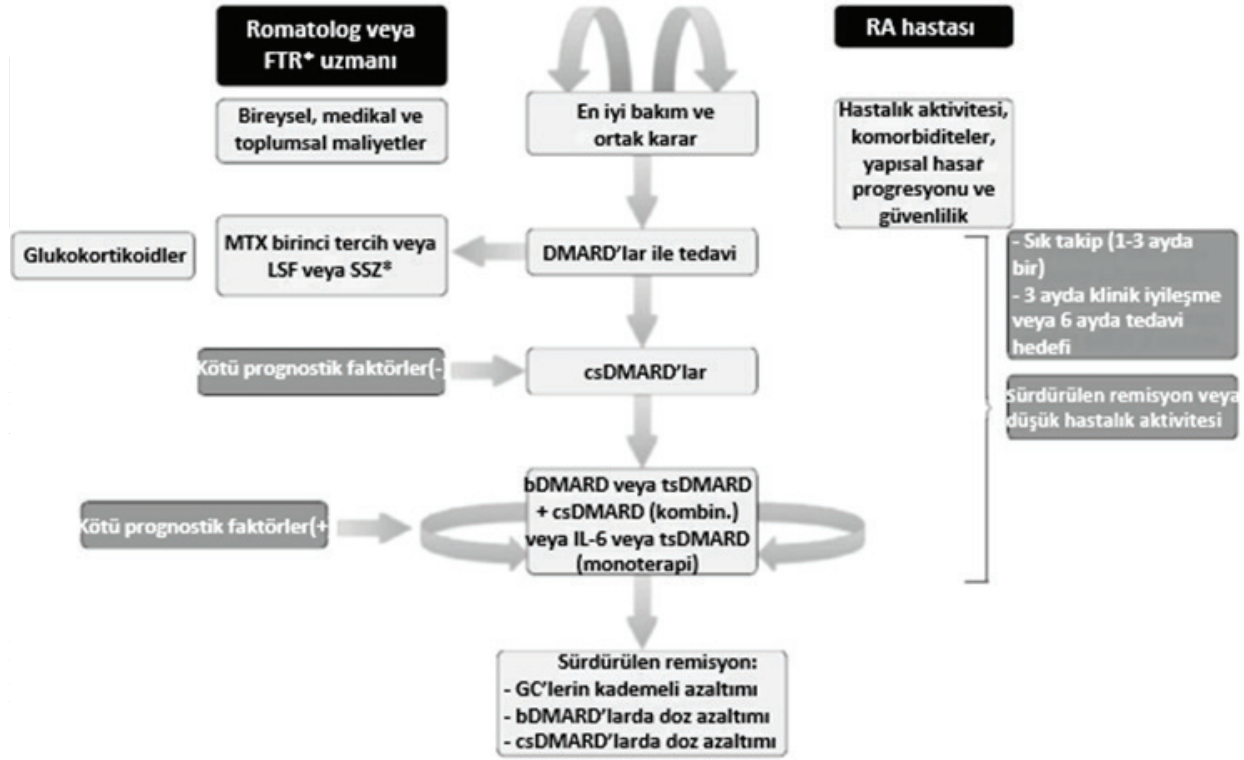 Romatolog veya
FTR* uzmanı
RA hastası
Bireysel, medikal ve
toplumsal maliyetler
En iyi bakım ve
ortak karar
Hastalık aktivitesi,
komorbiditeler,
yapısal hasar
progresyonu ve
güvenlilik
Glukokortikoidler
MTX birinci tercih veya
LSF veya SSZ*
DMARD'lar ile tedavi
- Sık takip (1-3 ayda
bir)
- 3 ayda klinik iyileşme
veya 6 ayda tedavi
hedefi
Kötü prognostik faktörler(-)
csDMARD'lar
Sürdürülen remisyon veya
düşük hastalık aktivitesi
Kötü prognostik faktörler(+
bDMARD veya tsDMARD
+ csDMARD (kombin.)
veya IL-6 veya tsDMARD
(monoterapi)
Sürdürülen remisyon:
- GC'lerin kademeli azaltımı
- bDMARD'larda doz azaltımı
- csDMARD'larda doz azaltımı